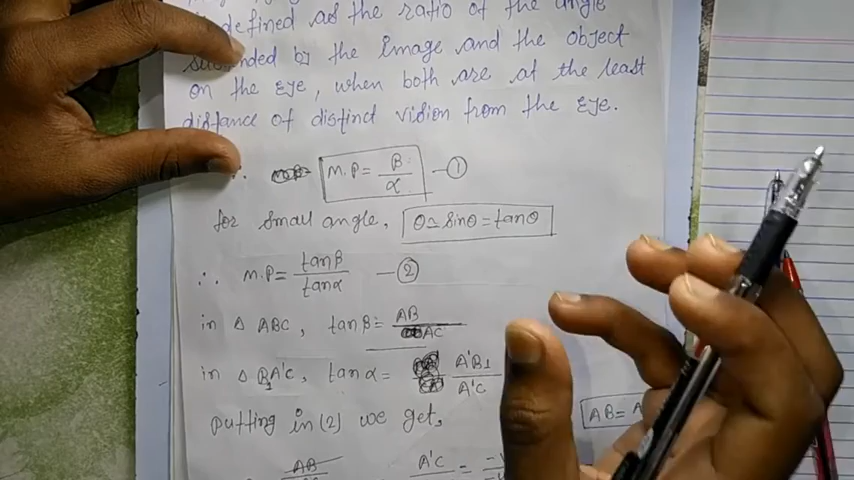 defined as the ratio of the angle
by the image and the object
on the eye, when both are at the least
distance of distinct vision from the eye.
∴ M.P = β/α —①
for small angle, θ ≃ sinθ = tanθ
∴ M.P = tanβ/tanα —②
in △ ABC, tanβ = AB/AC
in △ B₁A'C, tanα = A'B₁/A'C
putting in (2) we get,
AB =
AB A'C =